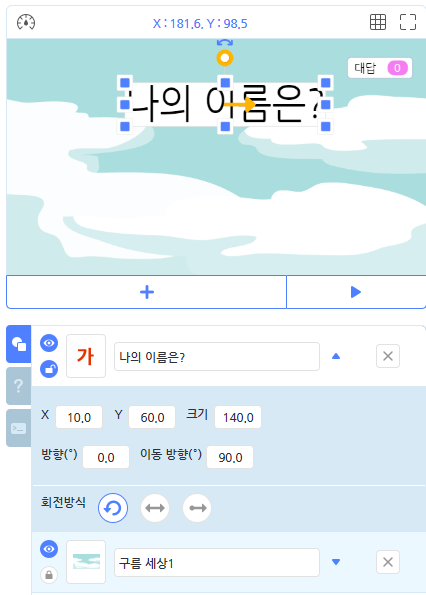 X : 181.6, Y : 98.5
대답 0
나의 이름은?
가 나의 이름은?
?
X 10.0 Y 60.0 크기 140.0
방향(°) 0.0 이동 방향(°) 90.0
회전방식
구름 세상1